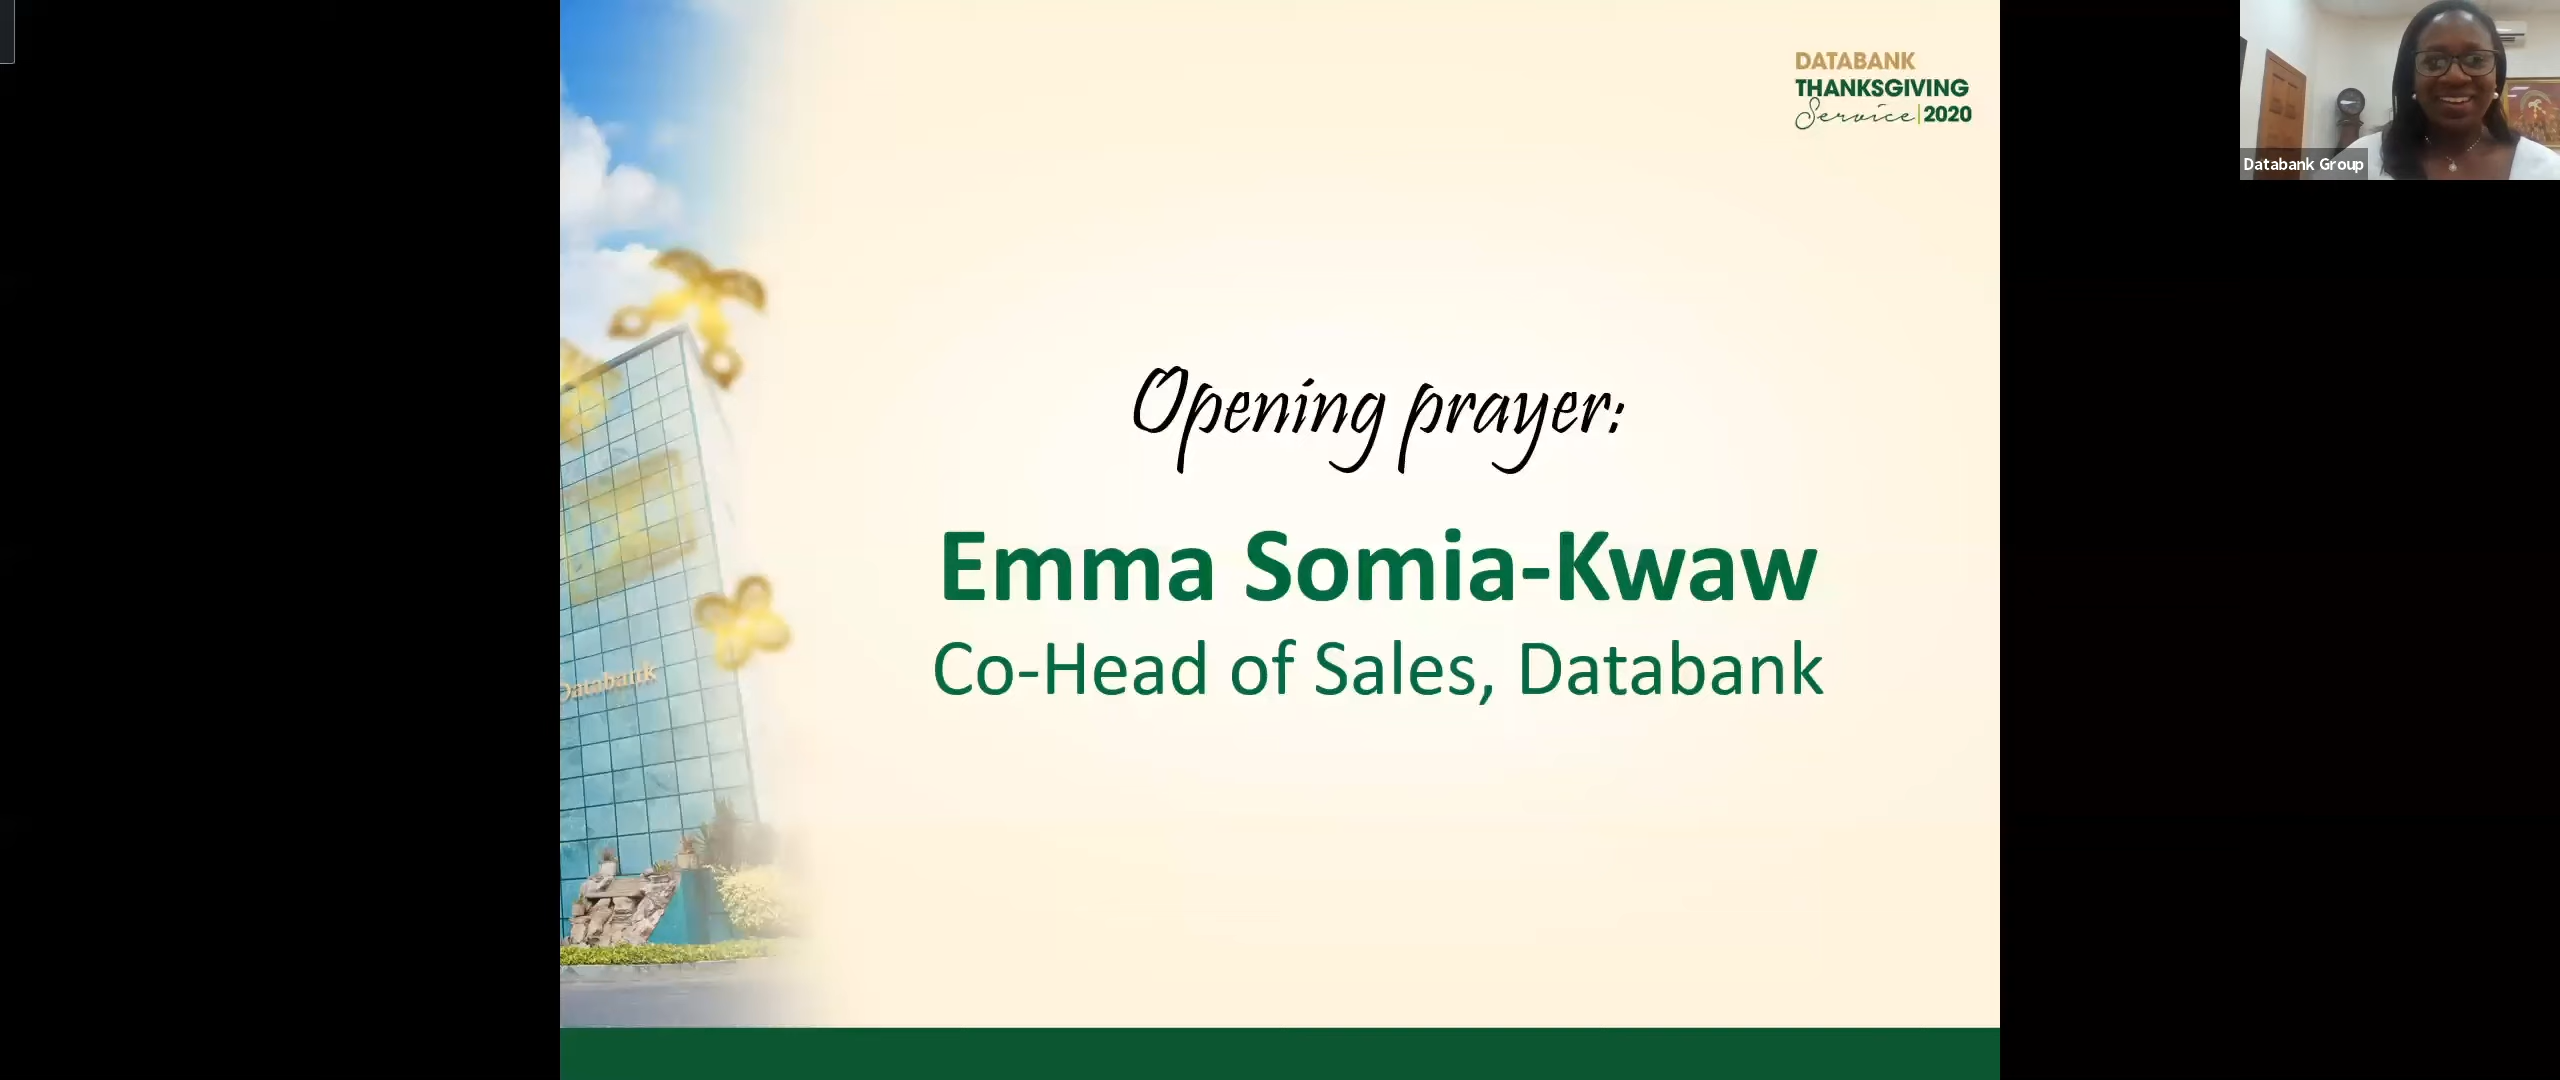 DATABANK
THANKSGIVING
Service | 2020
Databank Group
Opening prayer:
Emma Somia-Kwaw
Co-Head of Sales, Databank
Databank